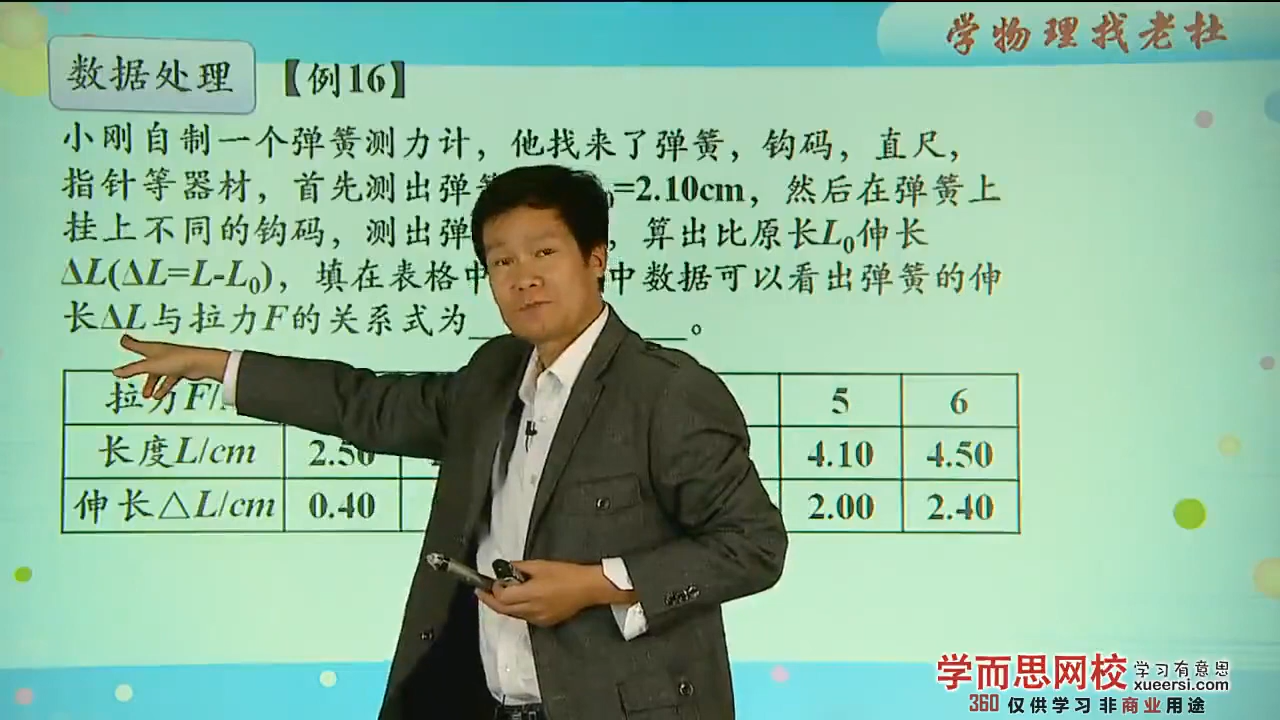 学物理找老杜
数据处理 【例16】
小刚自制一个弹簧测力计，他找来了弹簧，钩码，直尺，
指针等器材，首先测出弹 =2.10cm，然后在弹簧上
挂上不同的钩码，测出弹 ，算出比原长L₀伸长
ΔL(ΔL=L-L₀)，填在表格中 中数据可以看出弹簧的伸
长ΔL与拉力F的关系式为 。
拉力F/ 5 6
长度L/cm 2.50 4.10 4.50
伸长△L/cm 0.40 2.00 2.40
学而思网校 学习有意思
xueersi.com
360 仅供学习 非商业用途